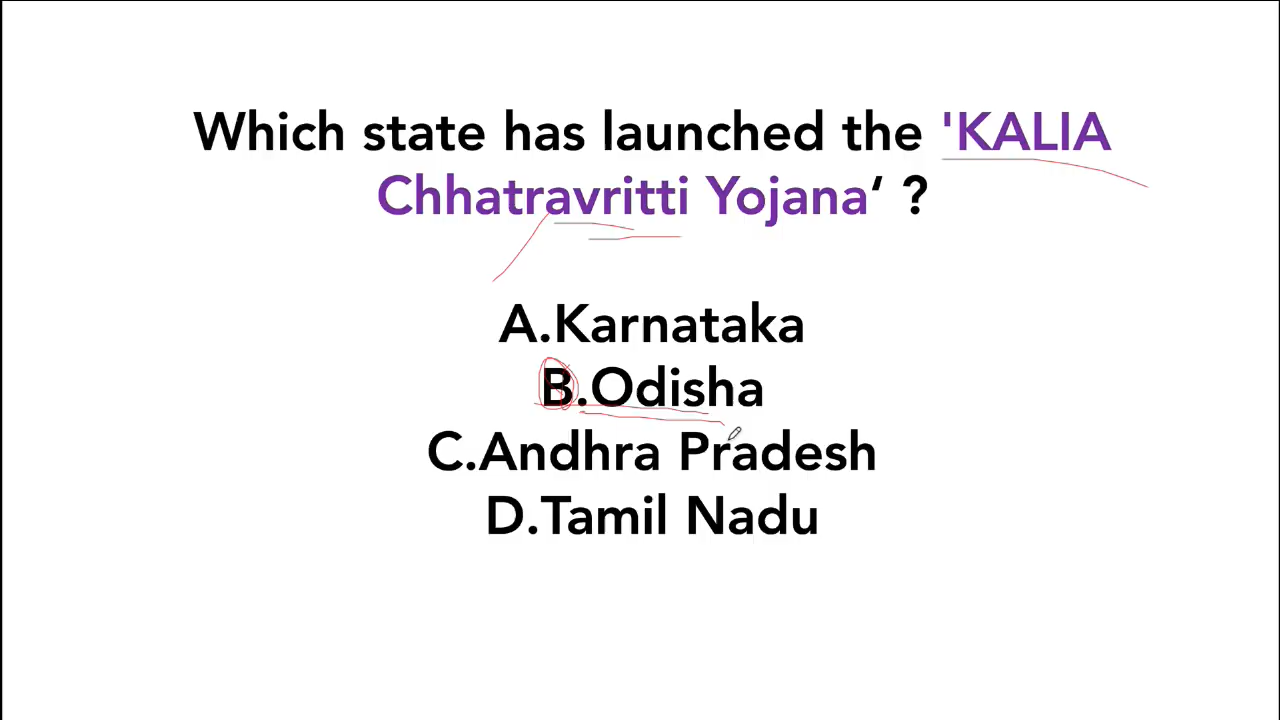 Which state has launched the 'KALIA
Chhatravritti Yojana‘ ?
A.Karnataka
B.Odisha
C.Andhra Pradesh
D.Tamil Nadu